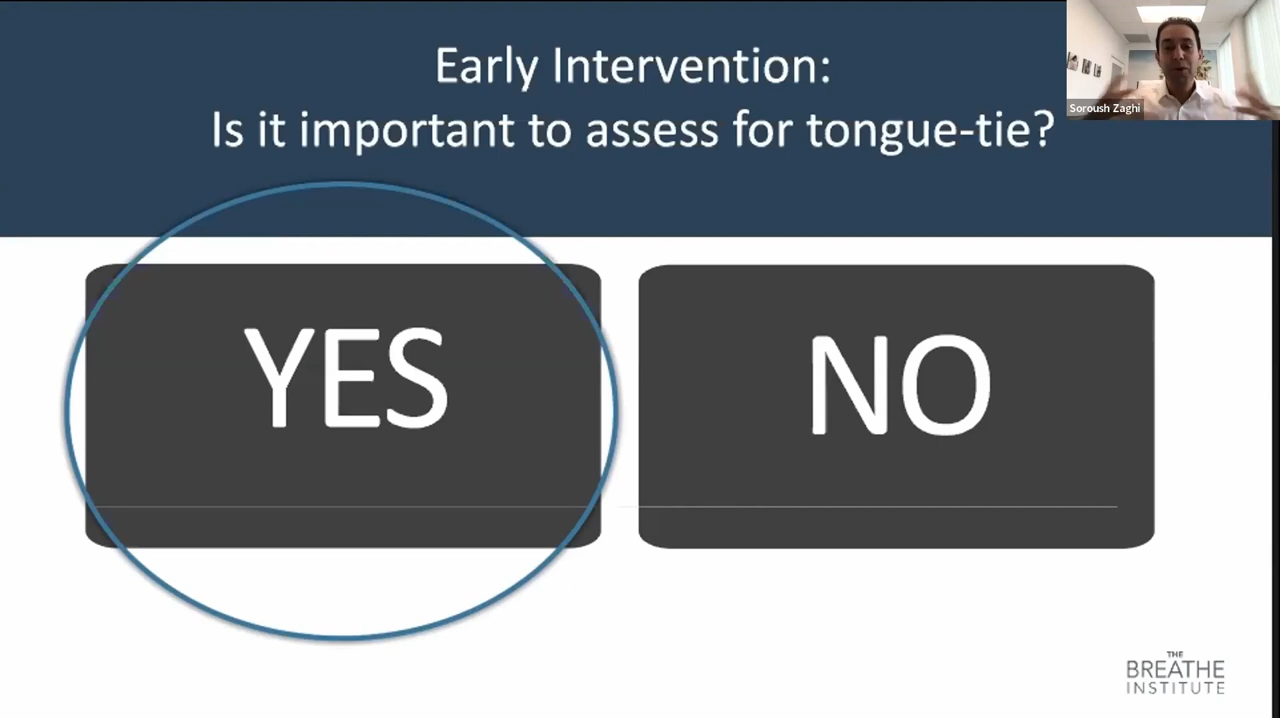 Early Intervention:
Is it important to assess for tongue-tie?
Soroush Zaghi
YES
NO
THE
BREATHE
INSTITUTE